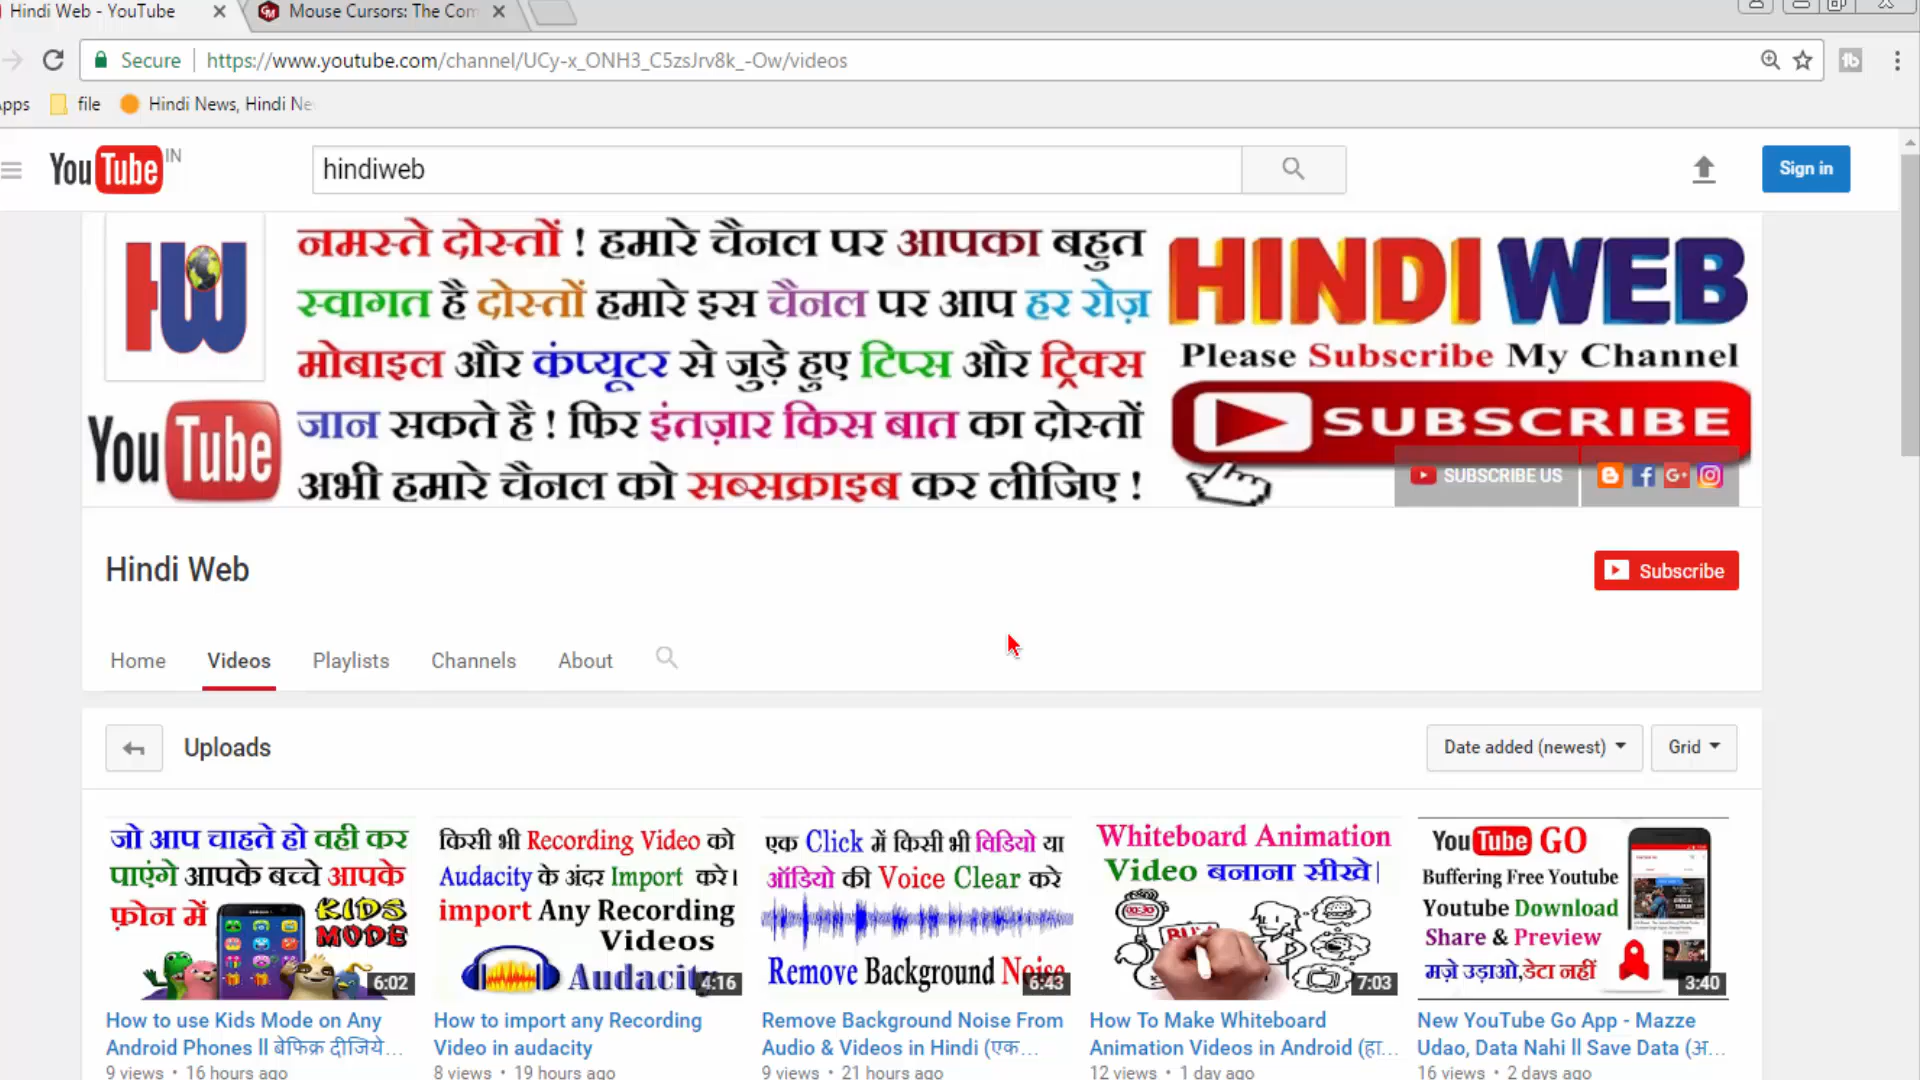 Hindi Web - YouTube
Mouse Cursors: The Com
Secure
https://www.youtube.com/channel/UCy-x_ONH3_C5zsJrv8k_-Ow/videos
file
Hindi News, Hindi Ne
YouTube IN
hindiweb
Sign in
HW
नमस्ते दोस्तों ! हमारे चैनल पर आपका बहुत
स्वागत है दोस्तों हमारे इस चैनल पर आप हर रोज़
मोबाइल और कंप्यूटर से जुड़े हुए टिप्स और ट्रिक्स
जान सकते है ! फिर इंतज़ार किस बात का दोस्तों
अभी हमारे चैनल को सब्सक्राइब कर लीजिए !
YouTube
HINDI WEB
Please Subscribe My Channel
SUBSCRIBE
SUBSCRIBE US
Hindi Web
Subscribe
Home
Videos
Playlists
Channels
About
Uploads
Date added (newest)
Grid
जो आप चाहते हो वही कर
पाएंगे आपके बच्चे आपके
फ़ोन में
KIDS
MODE
6:02
How to use Kids Mode on Any
Android Phones ll बेफिक्र दीजिये...
9 views • 16 hours ago
किसी भी Recording Video को
Audacity के अंदर Import करे।
import Any Recording
Videos
Audacity
4:16
How to import any Recording
Video in audacity
8 views • 19 hours ago
एक Click में किसी भी विडियो या
ऑडियो की Voice Clear करे
Remove Background Noise
6:43
Remove Background Noise From
Audio & Videos in Hindi (एक...
9 views • 21 hours ago
Whiteboard Animation
Video बनाना सीखे|
7:03
How To Make Whiteboard
Animation Videos in Android (हा...
12 views • 1 day ago
YouTube GO
Buffering Free Youtube
Youtube Download
Share & Preview
मज़े उड़ाओ,डेटा नहीं
3:40
New YouTube Go App - Mazze
Udao, Data Nahi ll Save Data (अ...
16 views • 2 days ago